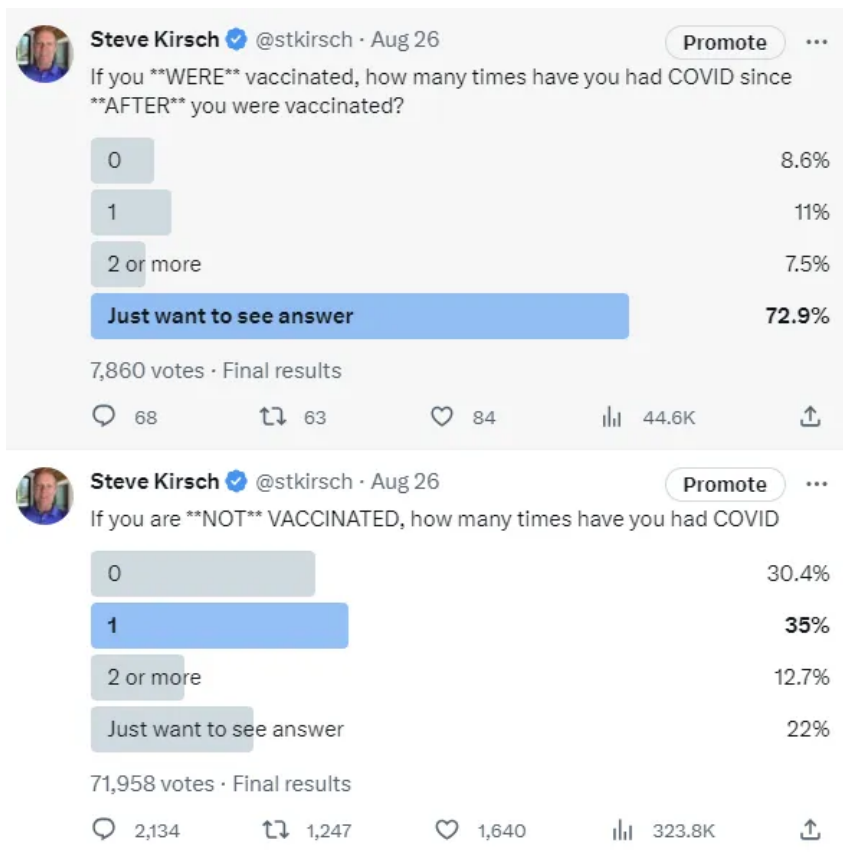 Steve Kirsch @stkirsch · Aug 26 Promote ···
If you **WERE** vaccinated, how many times have you had COVID since
**AFTER** you were vaccinated?
0 8.6%
1 11%
2 or more 7.5%
Just want to see answer 72.9%
7,860 votes · Final results
68 63 84 44.6K
Steve Kirsch @stkirsch · Aug 26 Promote ···
If you are **NOT** VACCINATED, how many times have you had COVID
0 30.4%
1 35%
2 or more 12.7%
Just want to see answer 22%
71,958 votes · Final results
2,134 1,247 1,640 323.8K